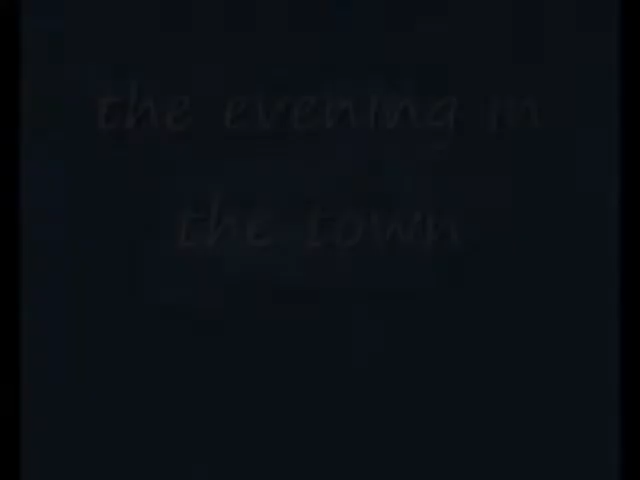 the evening in
the town